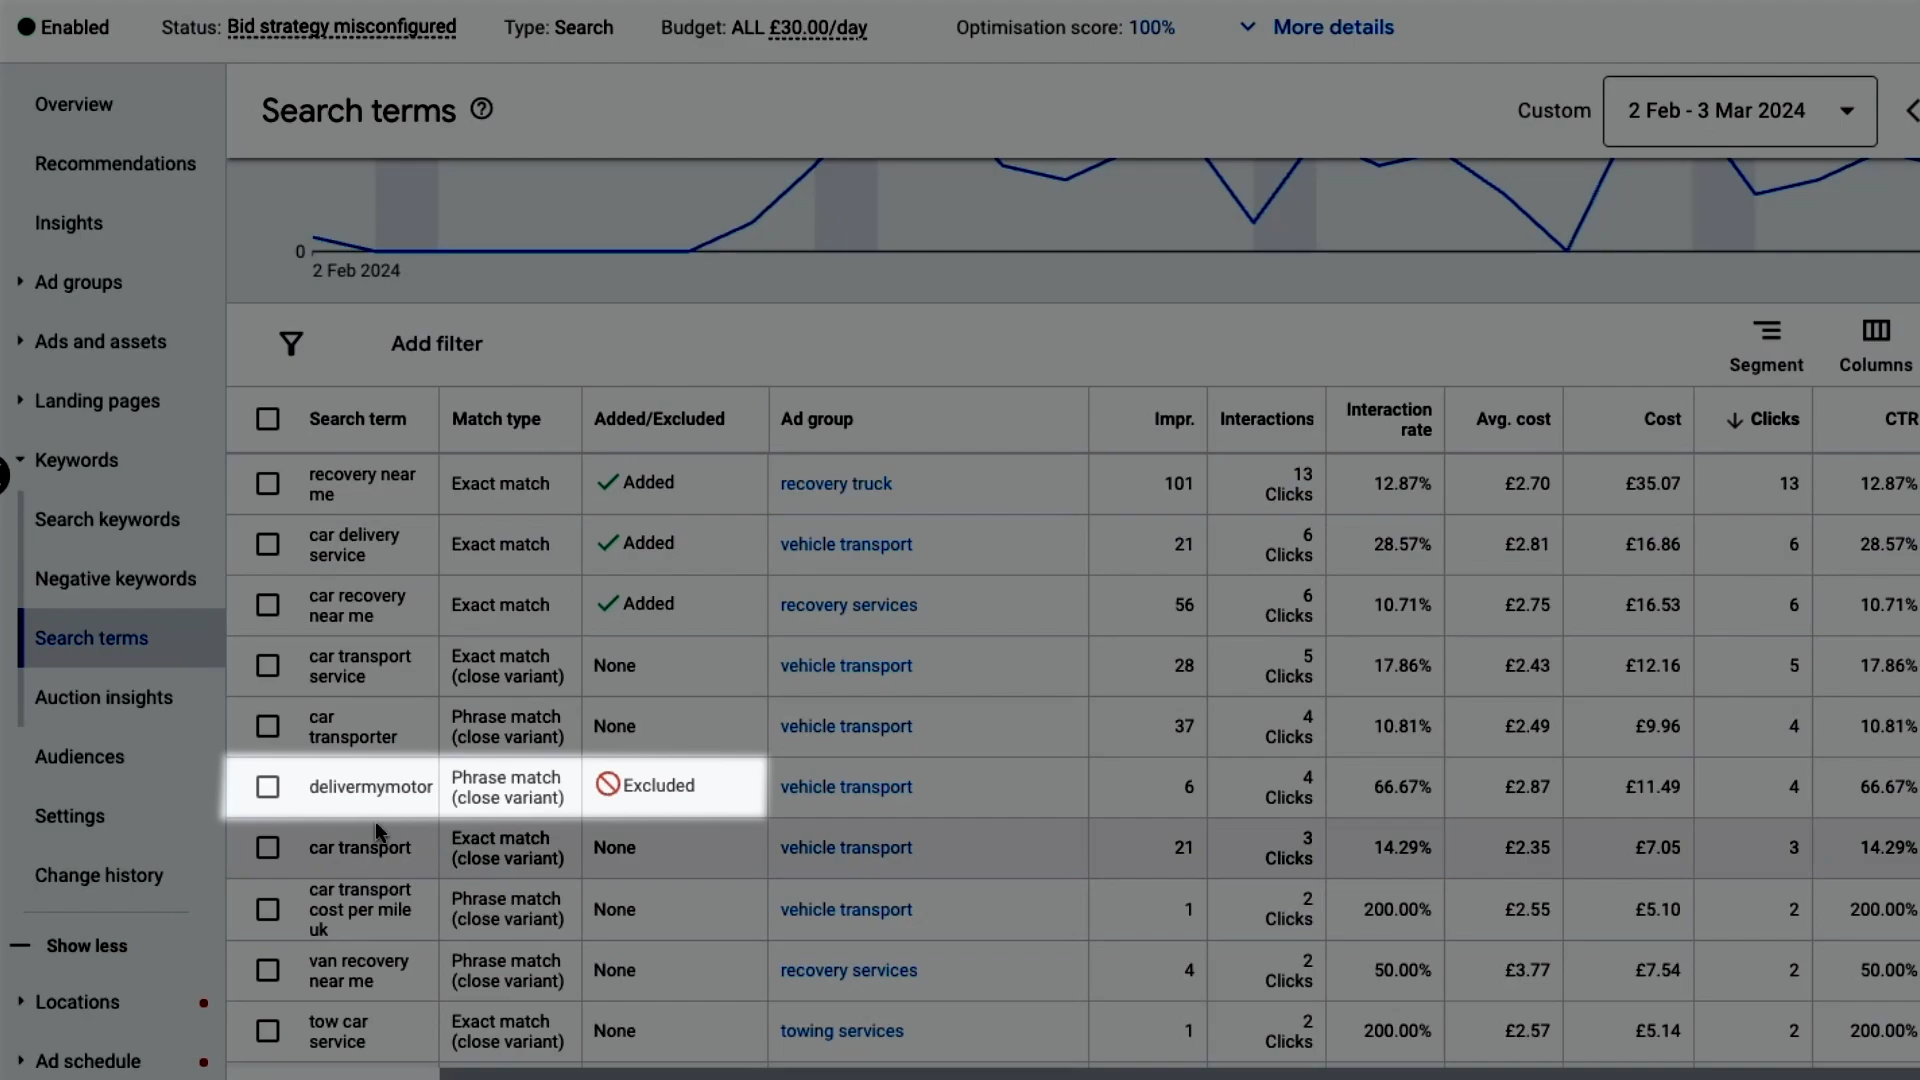 Enabled Status: Bid strategy misconfigured Type: Search Budget: ALL £30.00/day Optimisation score: 100% More details
Overview
Recommendations
Insights
Ad groups
Ads and assets
Landing pages
Keywords
Search keywords
Negative keywords
Search terms
Auction insights
Audiences
Settings
Change history
Show less
Locations
Ad schedule
Search terms
Custom 2 Feb - 3 Mar 2024
0
2 Feb 2024
Add filter
Segment
Columns
Search term Match type Added/Excluded Ad group Impr. Interactions Interaction rate Avg. cost Cost Clicks CTR
recovery near me Exact match Added recovery truck 101 13 Clicks 12.87% £2.70 £35.07 13 12.87%
car delivery service Exact match Added vehicle transport 21 6 Clicks 28.57% £2.81 £16.86 6 28.57%
car recovery near me Exact match Added recovery services 56 6 Clicks 10.71% £2.75 £16.53 6 10.71%
car transport service Exact match (close variant) None vehicle transport 28 5 Clicks 17.86% £2.43 £12.16 5 17.86%
car transporter Phrase match (close variant) None vehicle transport 37 4 Clicks 10.81% £2.49 £9.96 4 10.81%
delivermymotor Phrase match (close variant) Excluded vehicle transport 6 4 Clicks 66.67% £2.87 £11.49 4 66.67%
car transport Exact match (close variant) None vehicle transport 21 3 Clicks 14.29% £2.35 £7.05 3 14.29%
car transport cost per mile uk Phrase match (close variant) None vehicle transport 1 2 Clicks 200.00% £2.55 £5.10 2 200.00%
van recovery near me Phrase match (close variant) None recovery services 4 2 Clicks 50.00% £3.77 £7.54 2 50.00%
tow car service Exact match (close variant) None towing services 1 2 Clicks 200.00% £2.57 £5.14 2 200.00%